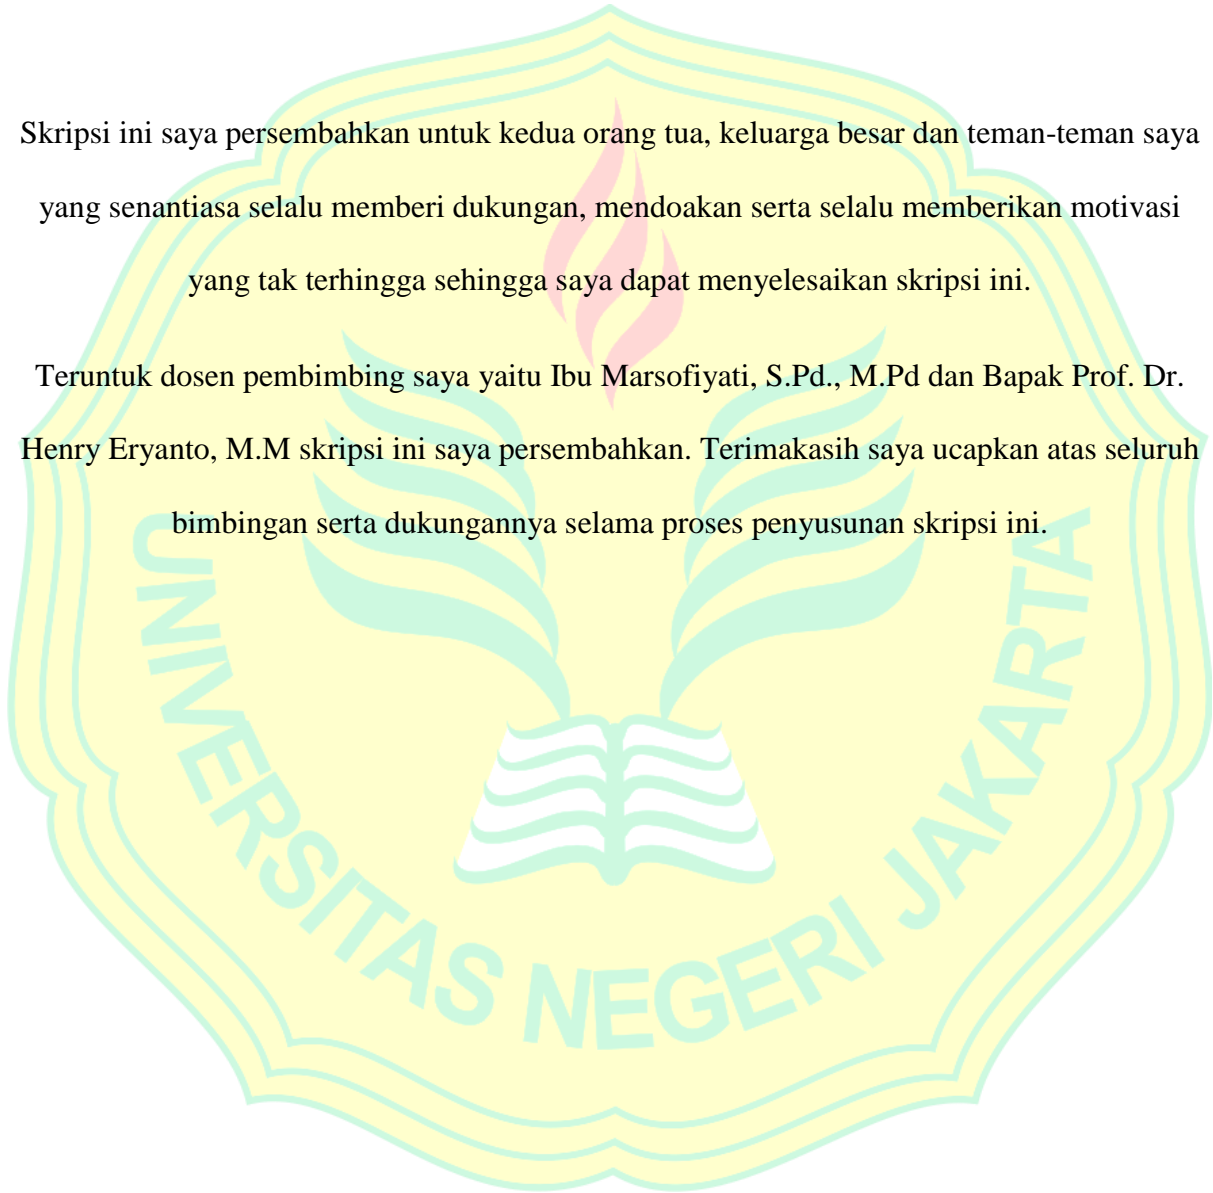 Skripsi ini saya persembahkan untuk kedua orang tua, keluarga besar dan teman-teman saya
yang senantiasa selalu memberi dukungan, mendoakan serta selalu memberikan motivasi
yang tak terhingga sehingga saya dapat menyelesaikan skripsi ini.
Teruntuk dosen pembimbing saya yaitu Ibu Marsofiyati, S.Pd., M.Pd dan Bapak Prof. Dr.
Henry Eryanto, M.M skripsi ini saya persembahkan. Terimakasih saya ucapkan atas seluruh
bimbingan serta dukungannya selama proses penyusunan skripsi ini.
UNIVERSITAS NEGERI JAKARTA